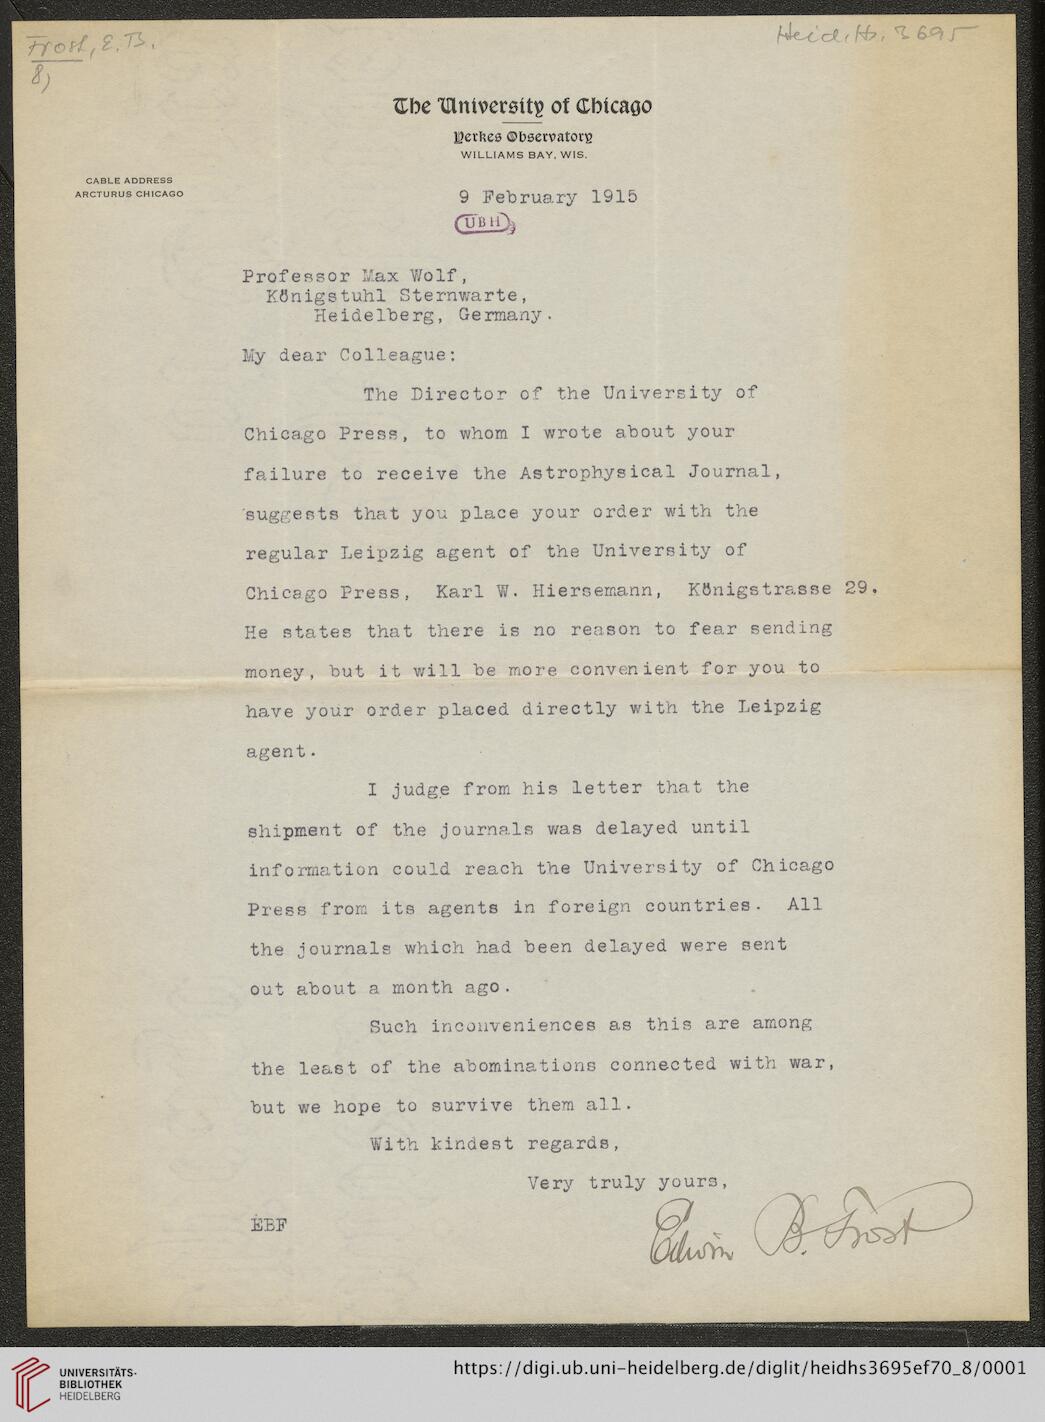 Frost, E. B.
8)
Heid. Hs. 3695
The University of Chicago
Yerkes Observatory
WILLIAMS BAY, WIS.
CABLE ADDRESS
ARCTURUS CHICAGO
9 February 1915
UBH
Professor Max Wolf,
Königstuhl Sternwarte,
Heidelberg, Germany.
My dear Colleague:
The Director of the University of
Chicago Press, to whom I wrote about your
failure to receive the Astrophysical Journal,
suggests that you place your order with the
regular Leipzig agent of the University of
Chicago Press, Karl W. Hiersemann, Königstrasse 29.
He states that there is no reason to fear sending
money, but it will be more convenient for you to
have your order placed directly with the Leipzig
agent.
I judge from his letter that the
shipment of the journals was delayed until
information could reach the University of Chicago
Press from its agents in foreign countries. All
the journals which had been delayed were sent
out about a month ago.
Such inconveniences as this are among
the least of the abominations connected with war,
but we hope to survive them all.
With kindest regards,
Very truly yours,
EBF
Edwin B. Frost
UNIVERSITÄTS-
BIBLIOTHEK
HEIDELBERG
https://digi.ub.uni-heidelberg.de/diglit/heidhs3695ef70_8/0001